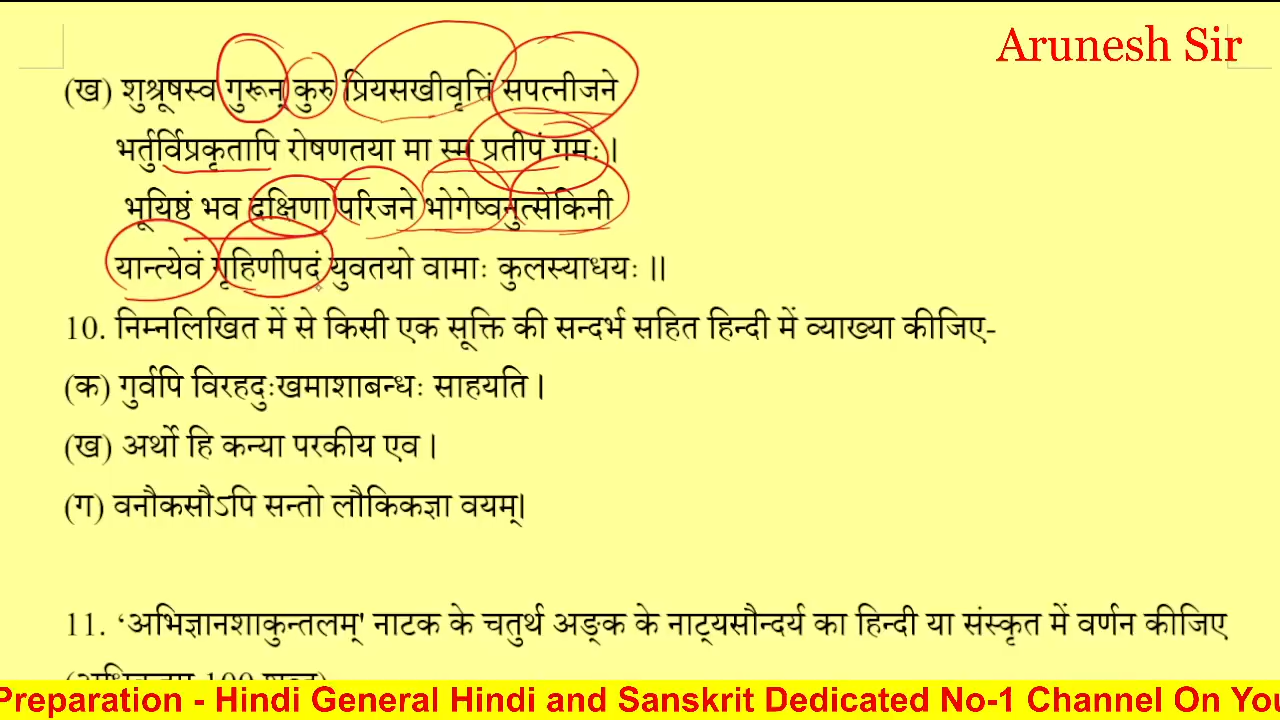 Arunesh Sir
(ख) शुश्रूषस्व गुरून् कुरु प्रियसखीवृत्तिं सपत्नीजने
भर्तुर्विप्रकृतापि रोषणतया मा स्म प्रतीपं गमः।
भूयिष्ठं भव दक्षिणा परिजने भोगेष्वनुत्सेकिनी
यान्त्येवं गृहिणीपदं युवतयो वामाः कुलस्याधयः॥
10. निम्नलिखित में से किसी एक सूक्ति की सन्दर्भ सहित हिन्दी में व्याख्या कीजिए-
(क) गुर्वपि विरहदुःखमाशाबन्धः साहयति।
(ख) अर्थो हि कन्या परकीय एव।
(ग) वनौकसौऽपि सन्तो लौकिकज्ञा वयम्।
11. ‘अभिज्ञानशाकुन्तलम्' नाटक के चतुर्थ अङ्क के नाट्यसौन्दर्य का हिन्दी या संस्कृत में वर्णन कीजिए
Preparation - Hindi General Hindi and Sanskrit Dedicated No-1 Channel On You